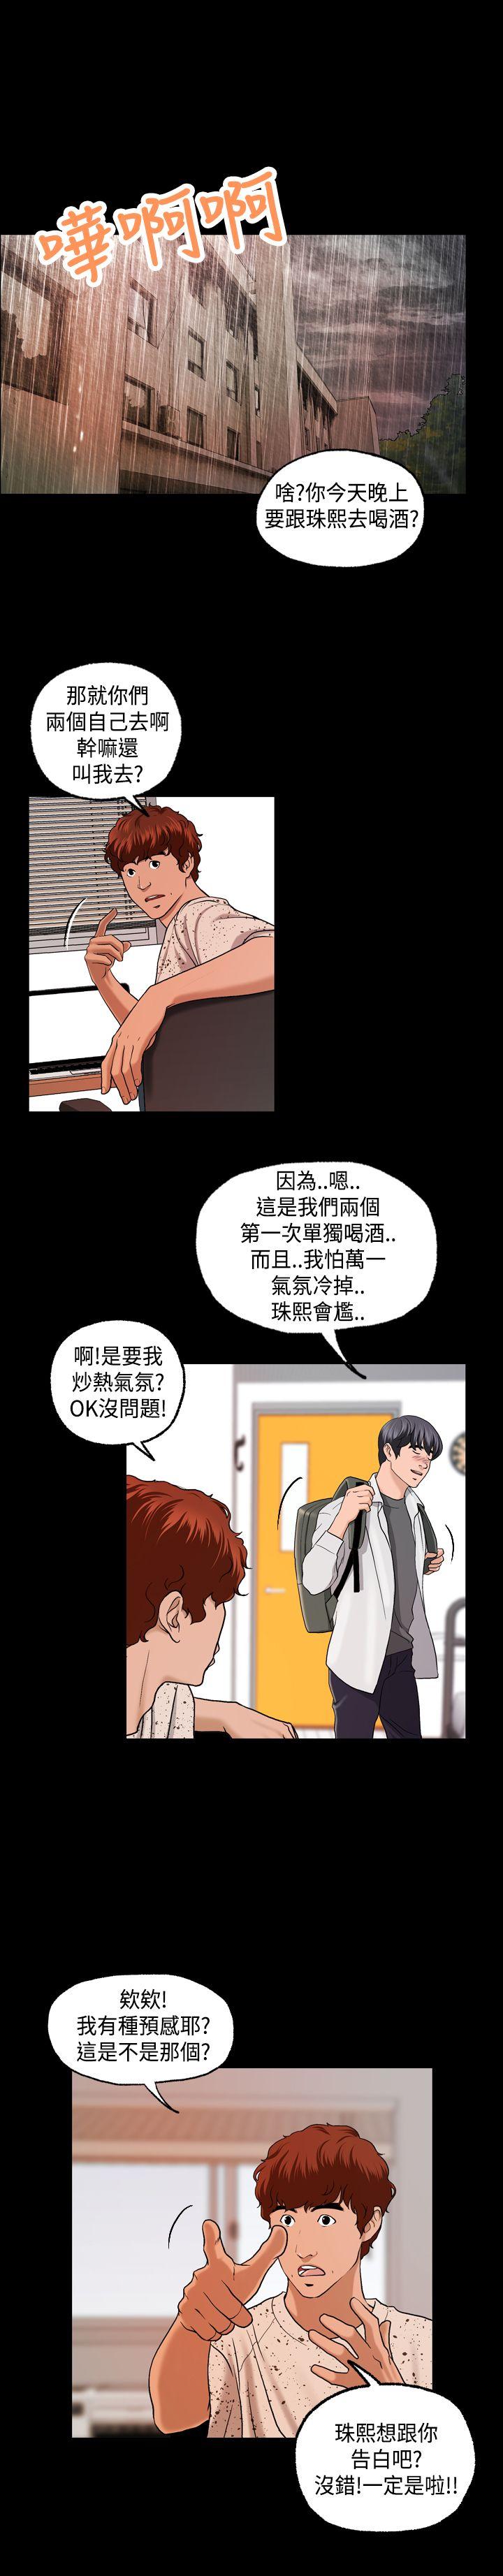 嘩啊啊
啥?你今天晚上
要跟珠熙去喝酒?
那就你們
兩個自己去啊
幹嘛還
叫我去?
因為..嗯..
這是我們兩個
第一次單獨喝酒..
而且..我怕萬一
氣氛冷掉..
珠熙會尷..
啊!是要我
炒熱氣氛?
OK沒問題!
欸欸!
我有種預感耶?
這是不是那個?
珠熙想跟你
告白吧?
沒錯!一定是啦!!